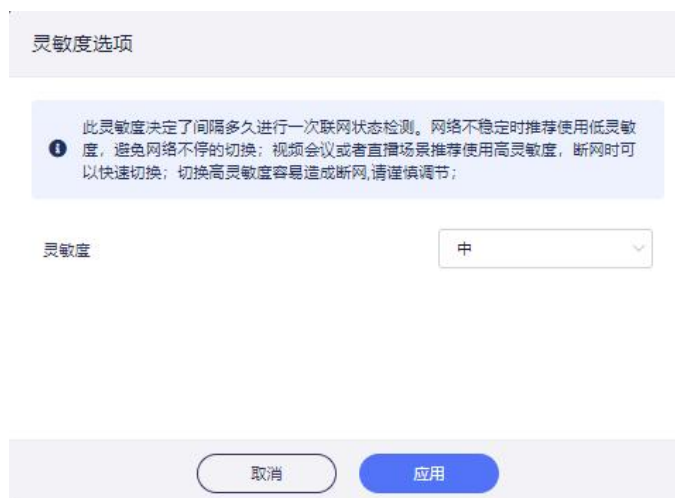 灵敏度选项
此灵敏度决定了间隔多久进行一次联网状态检测。网络不稳定时推荐使用低灵敏
度，避免网络不停的切换；视频会议或者直播场景推荐使用高灵敏度，断网时可
以快速切换；切换高灵敏度容易造成断网,请谨慎调节；
灵敏度
中
取消
应用